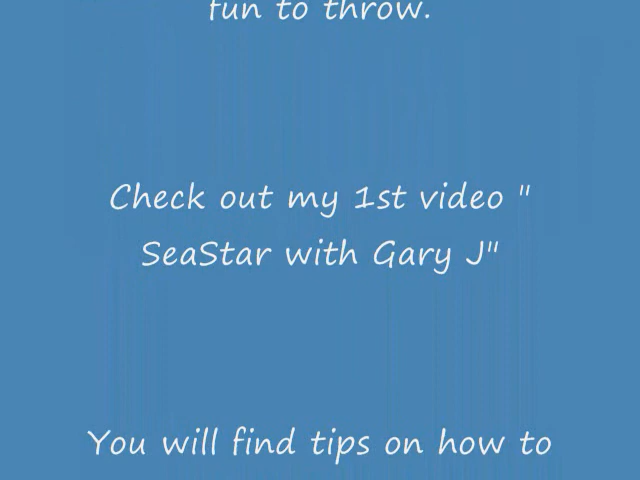 fun to throw.
Check out my 1st video "
SeaStar with Gary J"
You will find tips on how to